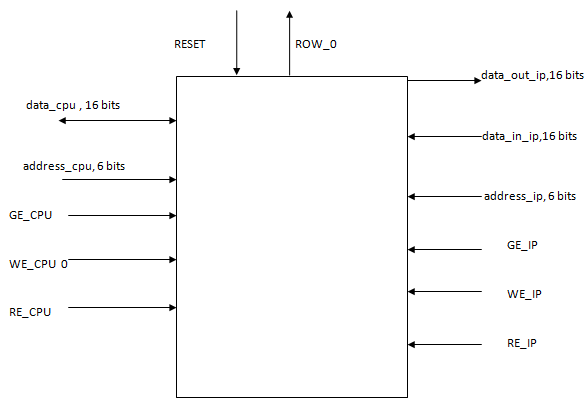 RESET
ROW_0
data_cpu , 16 bits
data_out_ip,16 bits
data_in_ip,16 bits
address_cpu, 6 bits
address_ip, 6 bits
GE_CPU
GE_IP
WE_CPU 0
WE_IP
RE_CPU
RE_IP